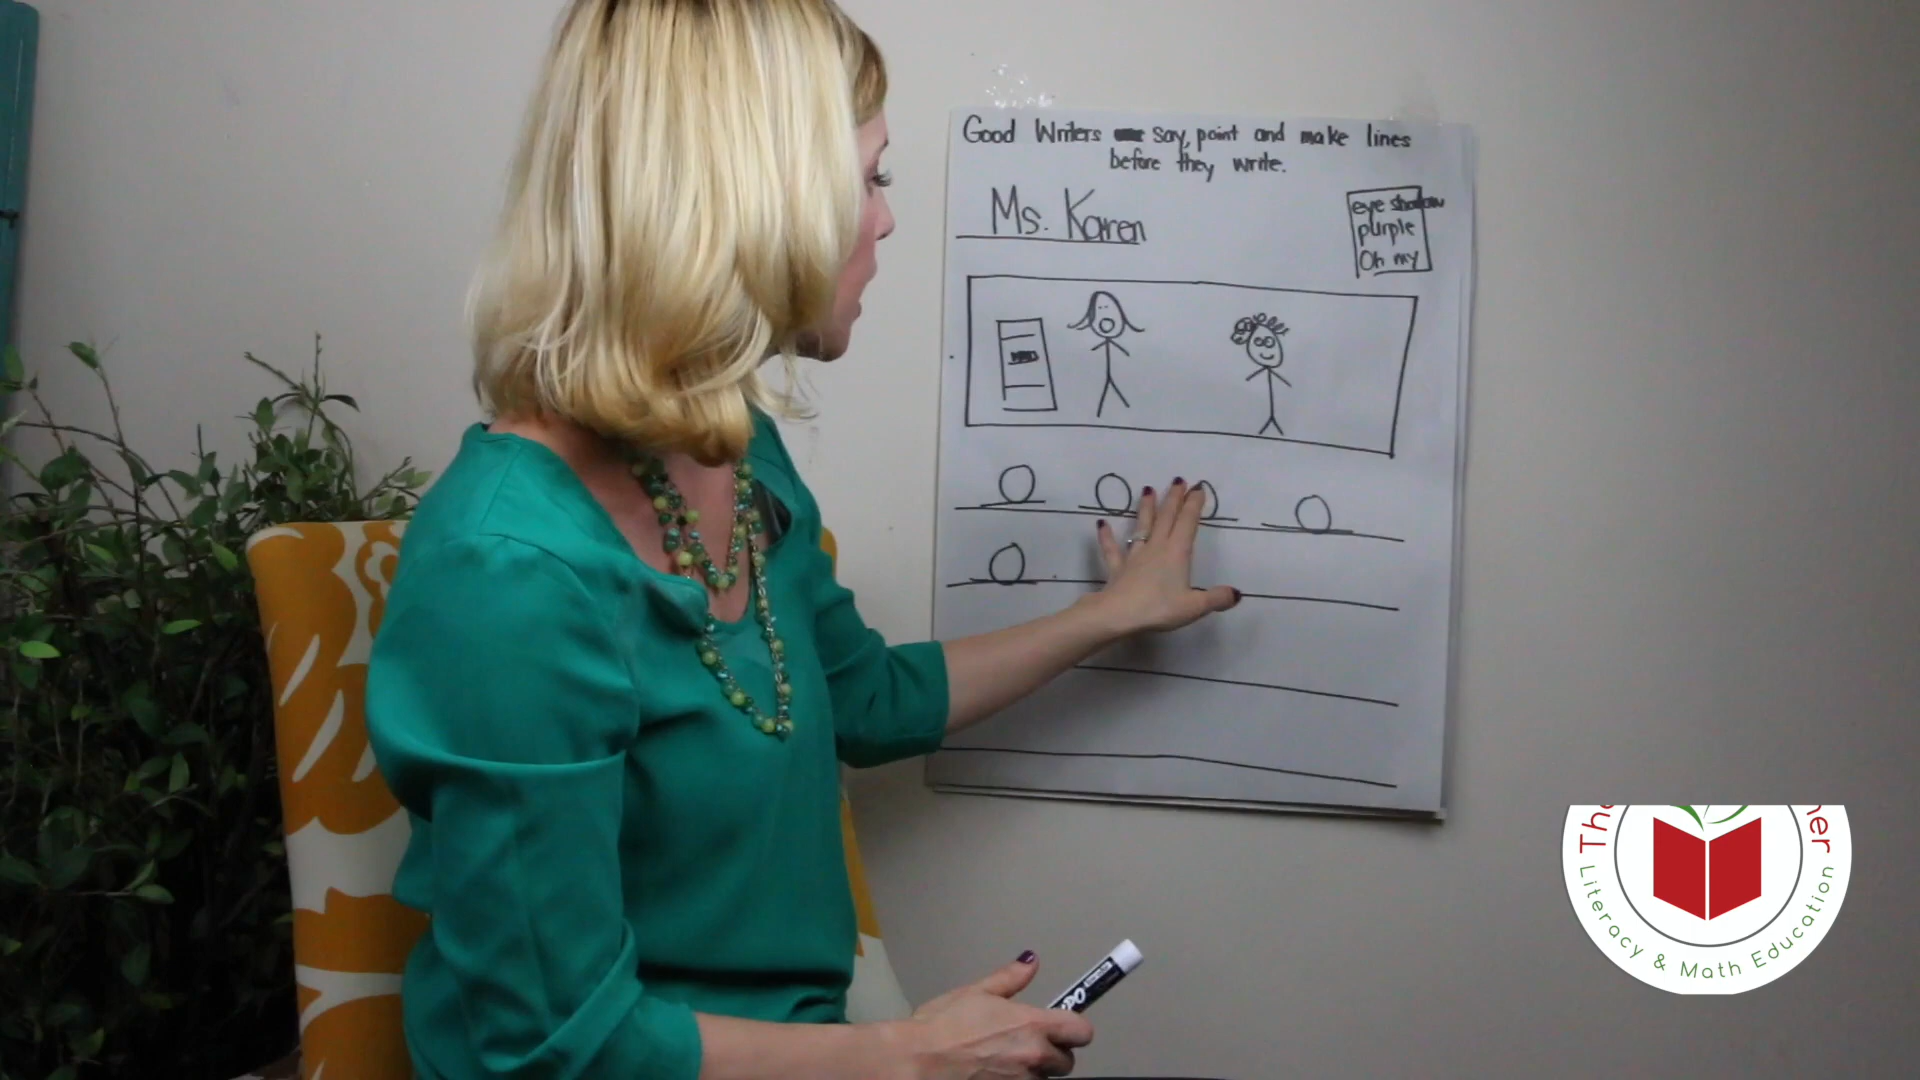 Good Writers say, point and make lines
before they write.
Ms. Karen
eye shadow
purple
Oh my
Literacy & Math Education